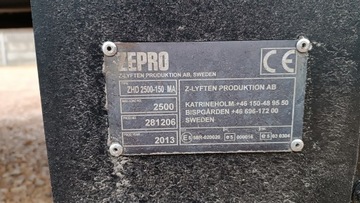 ZEPRO
Z-LYFTEN PRODUKTION AB, SWEDEN
ZHD 2500-150 MA
2500
281206
2013
CE
Z-LYFTEN PRODUKTION AB
KATRINEHOLM +46 150-48 95 50
BISPGÅRDEN +46 696-172 00
SWEDEN